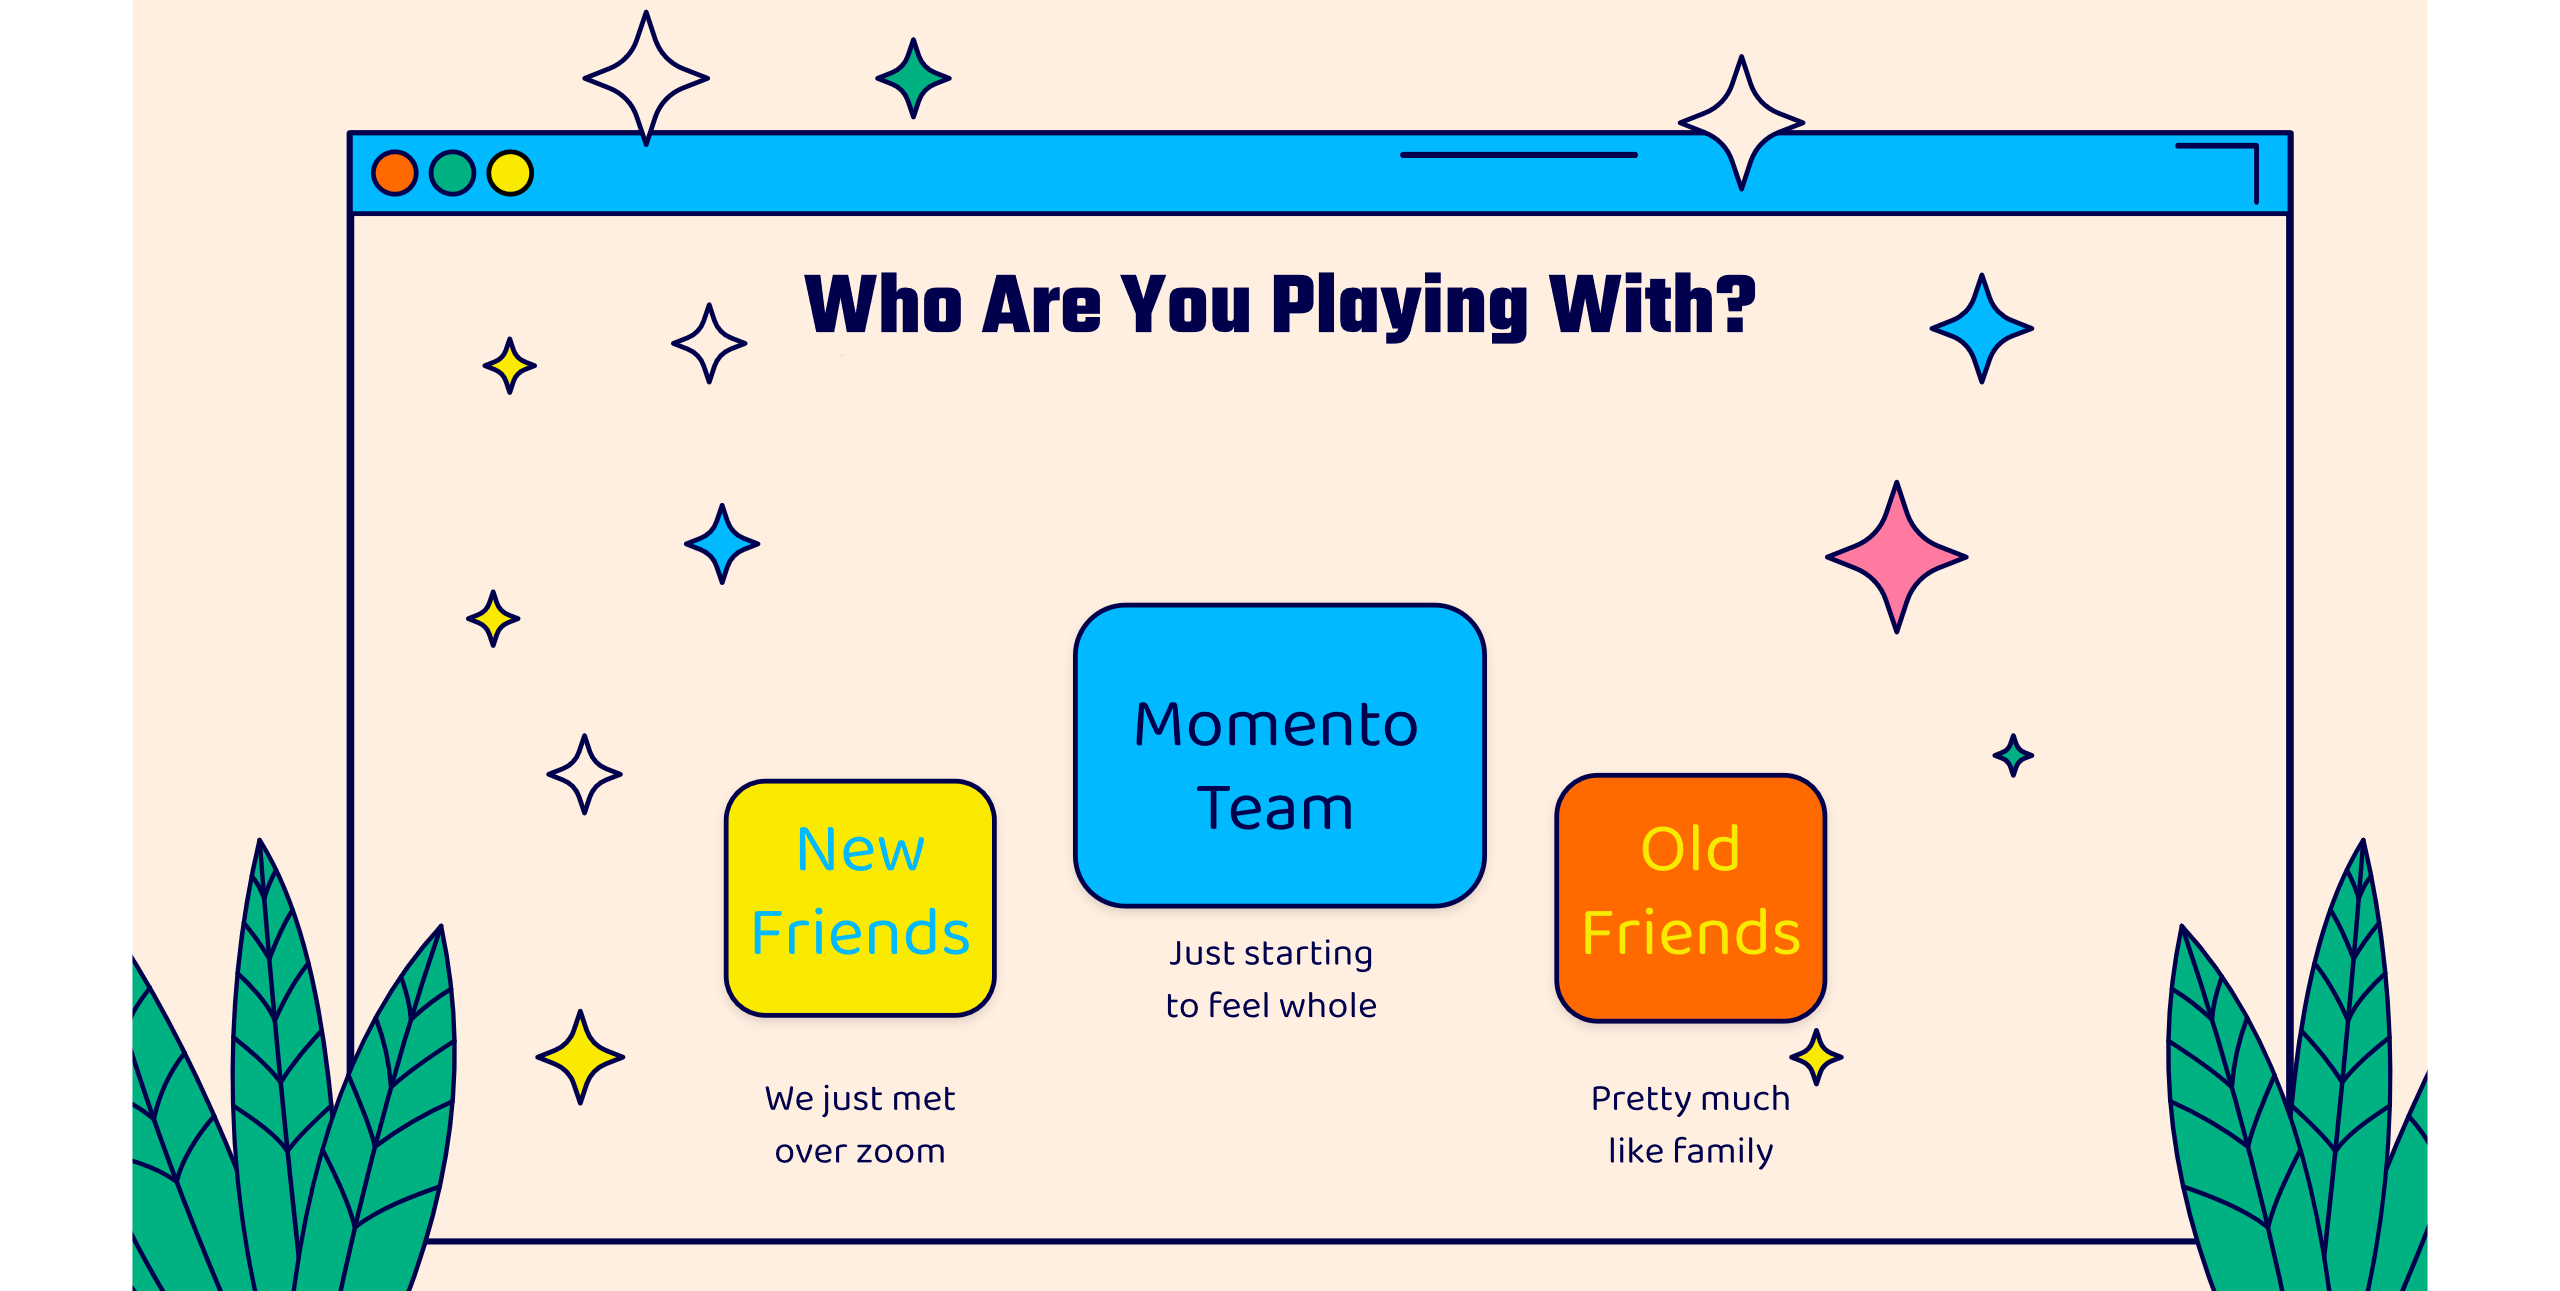 Who Are You Playing With?
New
Friends
We just met
over zoom
Momento
Team
Just starting
to feel whole
Old
Friends
Pretty much
like family